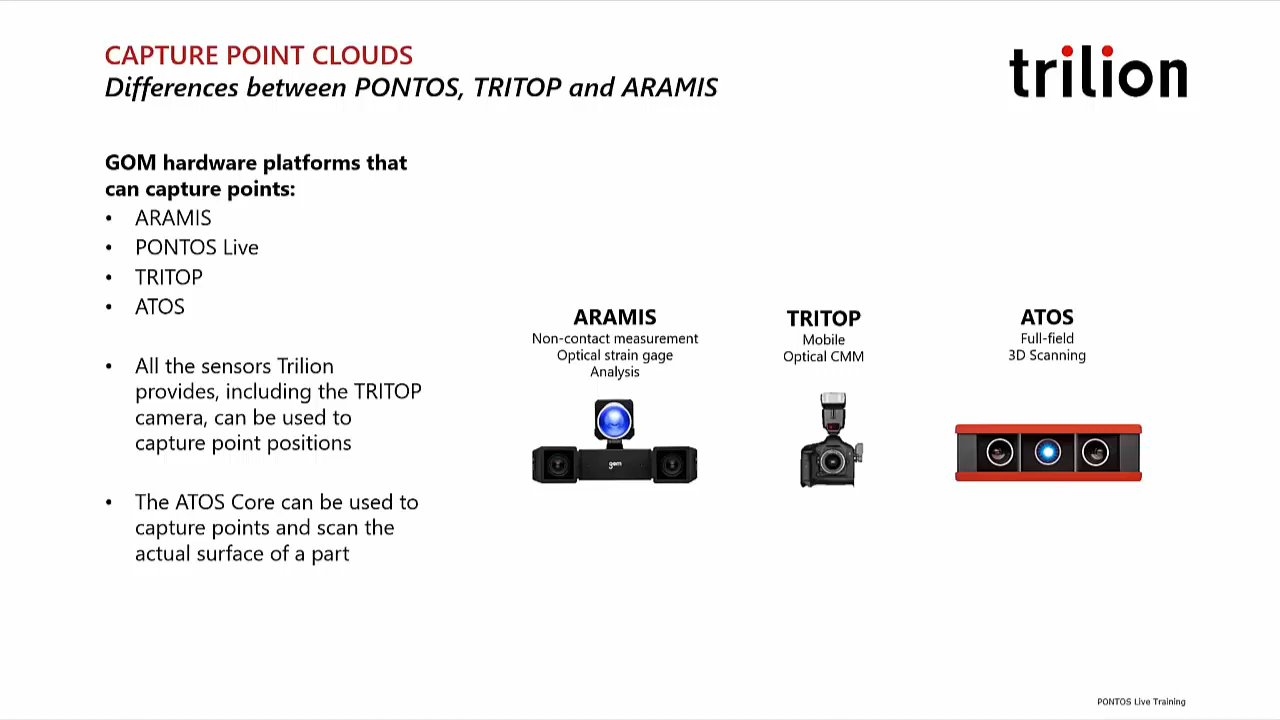 CAPTURE POINT CLOUDS
Differences between PONTOS, TRITOP and ARAMIS
trilion
GOM hardware platforms that
can capture points:
• ARAMIS
• PONTOS Live
• TRITOP
• ATOS
• All the sensors Trilion
provides, including the TRITOP
camera, can be used to
capture point positions
• The ATOS Core can be used to
capture points and scan the
actual surface of a part
ARAMIS
Non-contact measurement
Optical strain gage
Analysis
gom
TRITOP
Mobile
Optical CMM
ATOS
Full-field
3D Scanning
PONTOS Live Training